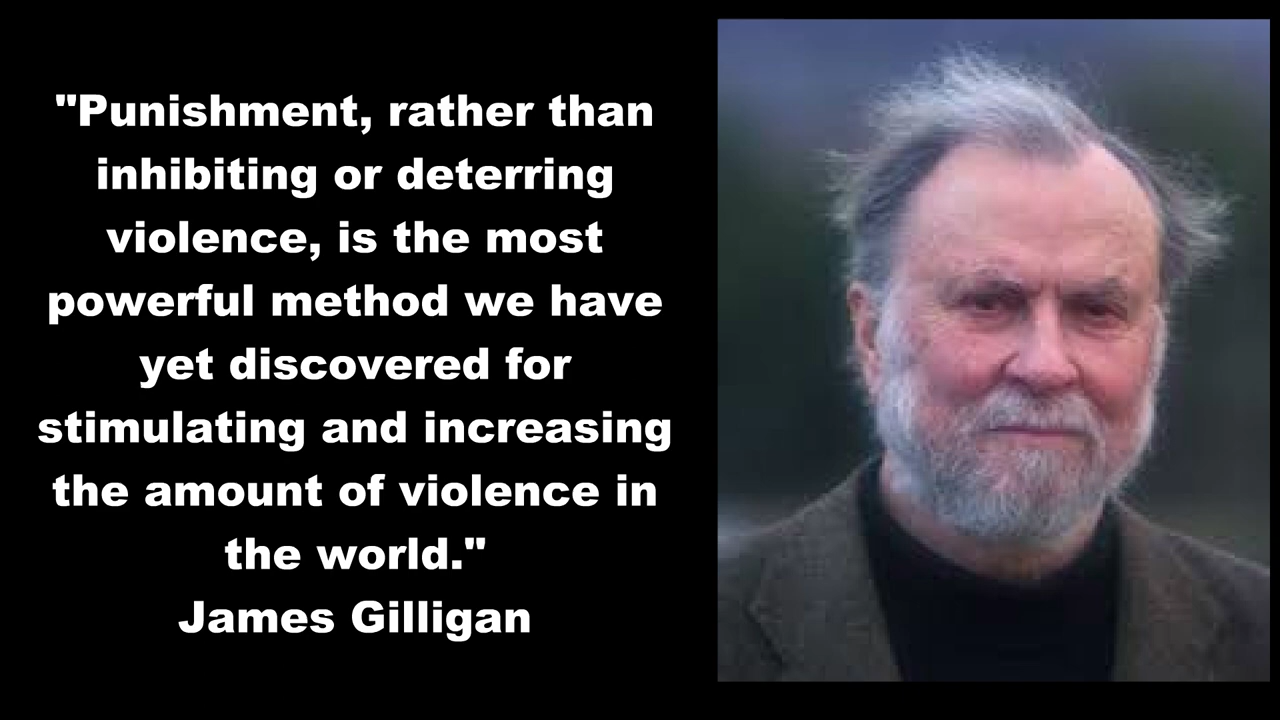 "Punishment, rather than
inhibiting or deterring
violence, is the most
powerful method we have
yet discovered for
stimulating and increasing
the amount of violence in
the world."
James Gilligan